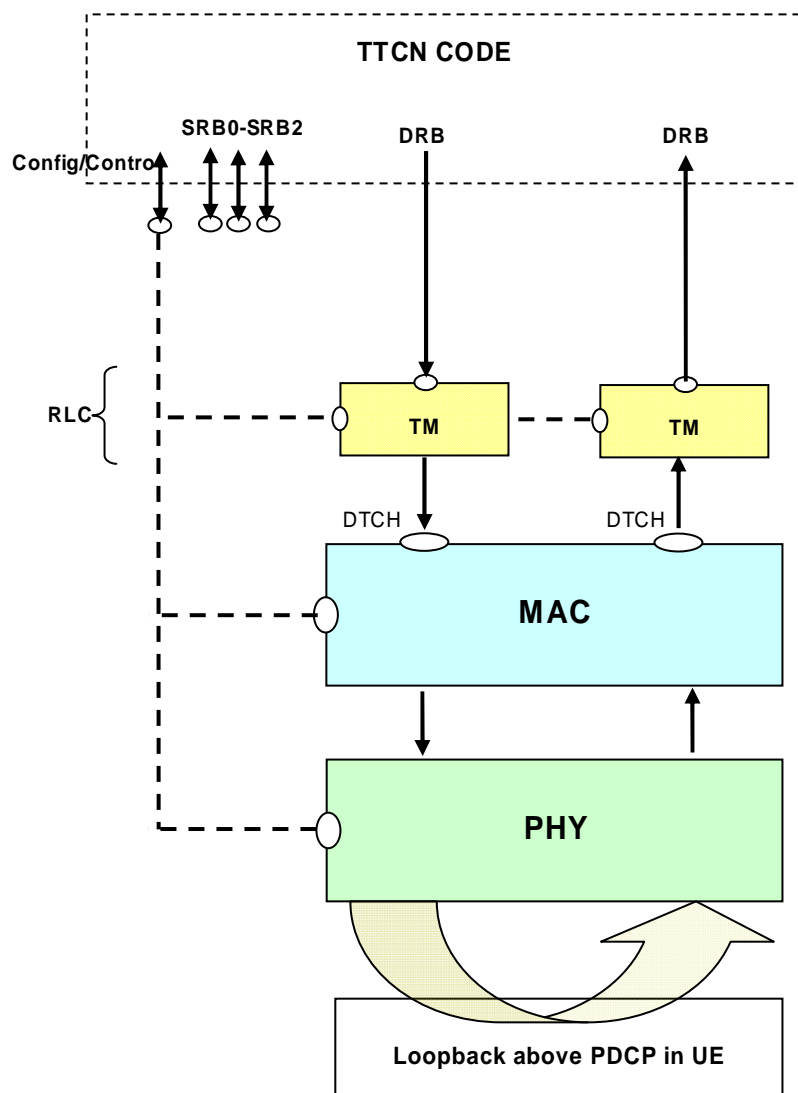 TTCN CODE
SRB0-SRB2
DRB
DRB
Config/Contro
RLC
TM
TM
DTCH
DTCH
MAC
PHY
Loopback above PDCP in UE